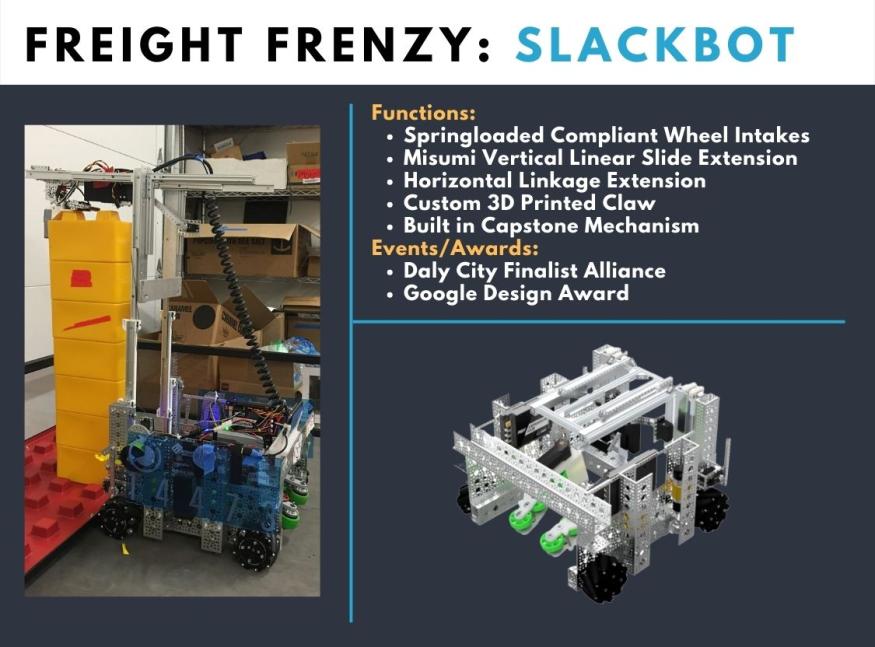 FREIGHT FRENZY: SLACKBOT
Functions:
• Springloaded Compliant Wheel Intakes
• Misumi Vertical Linear Slide Extension
• Horizontal Linkage Extension
• Custom 3D Printed Claw
• Built in Capstone Mechanism
Events/Awards:
• Daly City Finalist Alliance
• Google Design Award